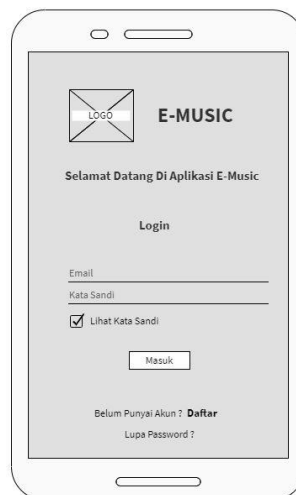 LOGO
E-MUSIC
Selamat Datang Di Aplikasi E-Music
Login
Email
Kata Sandi
Lihat Kata Sandi
Masuk
Belum Punyai Akun ? Daftar
Lupa Password ?